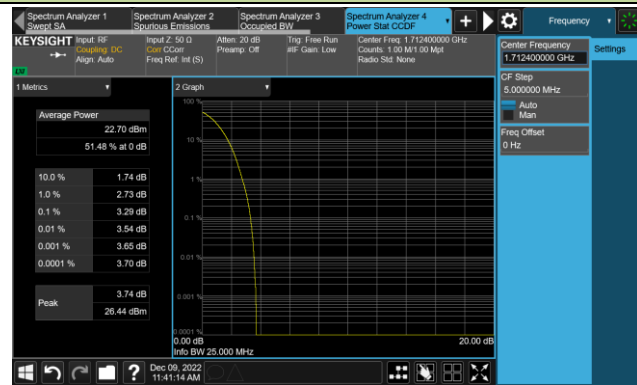 Spectrum Analyzer 1
Swept SA
Spectrum Analyzer 2
Spurious Emissions
Spectrum Analyzer 3
Occupied BW
Spectrum Analyzer 4
Power Stat CCDF
Frequency
KEYSIGHT
Input: RF
Coupling: DC
Align: Auto
Input Z: 50 Ω
Corr CCorr
Freq Ref: Int (S)
Atten: 20 dB
Preamp: Off
Trig: Free Run
#IF Gain: Low
Center Freq: 1.712400000 GHz
Counts: 1.00 M/1.00 Mpt
Radio Std: None
Center Frequency
1.712400000 GHz
Settings
CF Step
5.000000 MHz
Auto
Man
Freq Offset
0 Hz
1 Metrics
2 Graph
Average Power
22.70 dBm
51.48 % at 0 dB
10.0 % 1.74 dB
1.0 % 2.73 dB
0.1 % 3.29 dB
0.01 % 3.54 dB
0.001 % 3.65 dB
0.0001 % 3.70 dB
Peak
3.74 dB
26.44 dBm
100 %
10 %
1 %
0.1 %
0.01 %
0.001 %
0.0001 %
0.00 dB
20.00 dB
Info BW 25.000 MHz
Dec 09, 2022
11:41:14 AM